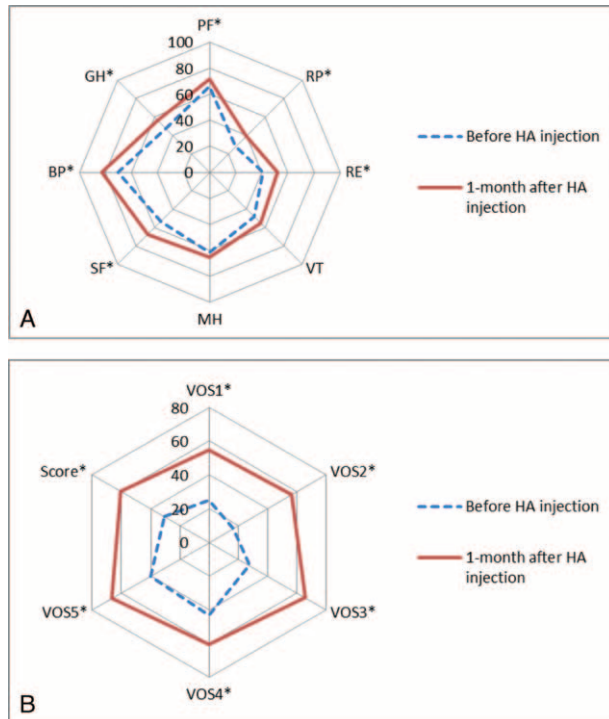 PF*
100
80
60
40
20
0
GH*
RP*
BP*
RE*
SF*
VT
MH
Before HA injection
1-month after HA
injection
A
VOS1*
80
60
40
20
0
Score*
VOS2*
VOS5*
VOS3*
VOS4*
Before HA injection
1-month after HA
injection
B